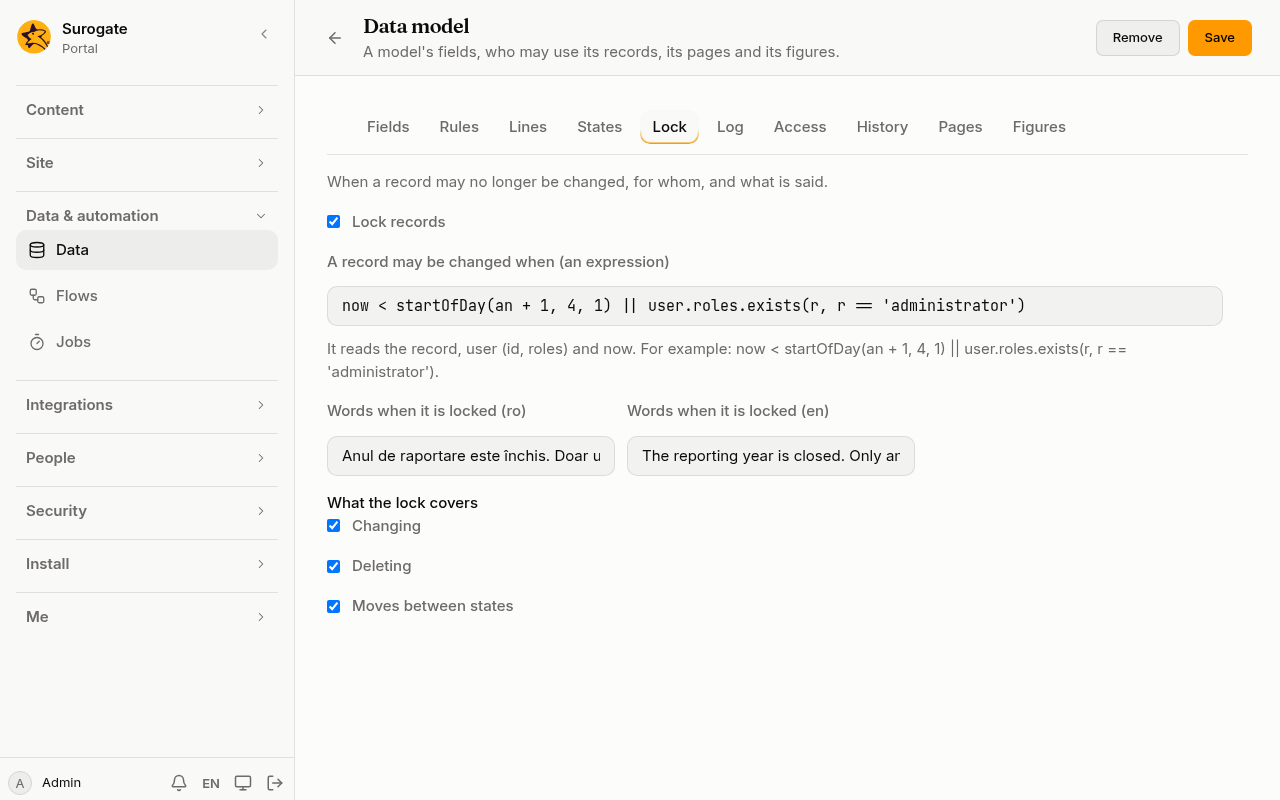 Surogate
Portal
Content
Site
Data & automation
Data
Flows
Jobs
Integrations
People
Security
Install
Me
A
Admin
EN
Data model
A model's fields, who may use its records, its pages and its figures.
Remove
Save
Fields
Rules
Lines
States
Lock
Log
Access
History
Pages
Figures
When a record may no longer be changed, for whom, and what is said.
Lock records
A record may be changed when (an expression)
now < startOfDay(an + 1, 4, 1) || user.roles.exists(r, r == 'administrator')
It reads the record, user (id, roles) and now. For example: now < startOfDay(an + 1, 4, 1) || user.roles.exists(r, r ==
'administrator').
Words when it is locked (ro)
Words when it is locked (en)
Anul de raportare este închis. Doar u
The reporting year is closed. Only ar
What the lock covers
Changing
Deleting
Moves between states